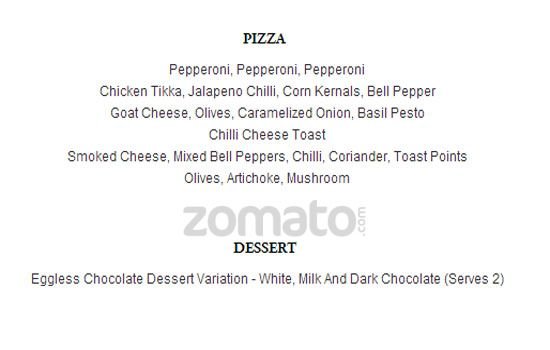 PIZZA
Pepperoni, Pepperoni, Pepperoni
Chicken Tikka, Jalapeno Chilli, Corn Kernals, Bell Pepper
Goat Cheese, Olives, Caramelized Onion, Basil Pesto
Chilli Cheese Toast
Smoked Cheese, Mixed Bell Peppers, Chilli, Coriander, Toast Points
Olives, Artichoke, Mushroom
zomato.com
DESSERT
Eggless Chocolate Dessert Variation - White, Milk And Dark Chocolate (Serves 2)